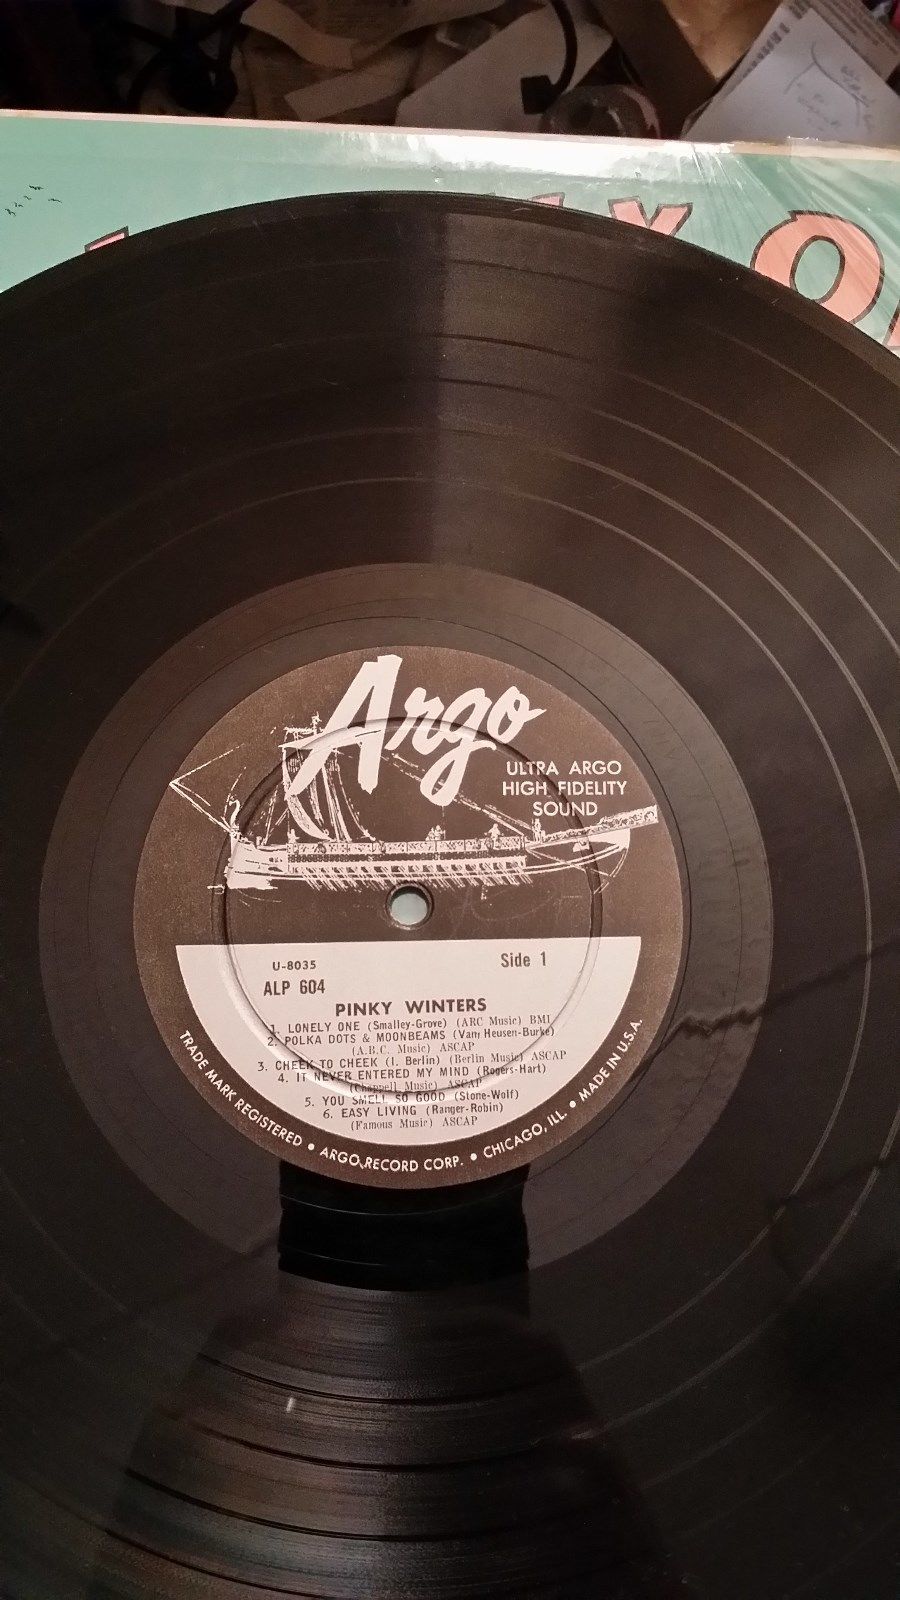 Argo
ULTRA ARGO
HIGH FIDELITY
SOUND
U-8035
Side 1
ALP 604
PINKY WINTERS
1. LONELY ONE (Smalley-Grove) (ARC Music) BMI
2. POLKA DOTS & MOONBEAMS (Van Heusen-Burke)
(A.B.C. Music) ASCAP
3. CHEEK TO CHEEK (I. Berlin) (Berlin Music) ASCAP
4. IT NEVER ENTERED MY MIND (Rogers-Hart)
(Chappell Music) ASCAP
5. YOU SMELL SO GOOD (Stone-Wolf)
6. EASY LIVING (Ranger-Robin)
(Famous Music) ASCAP
TRADE MARK REGISTERED • ARGO RECORD CORP. • CHICAGO, ILL. • MADE IN U.S.A.